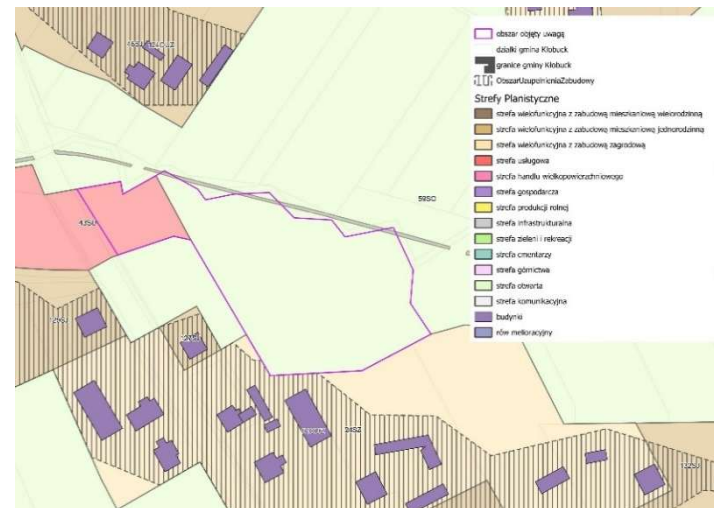 obszar objęty uwagą
działki gmina Kłobuck
granice gminy Kłobuck
ObszarUzupełnieniaZabudowy
Strefy Planistyczne
strefa wielofunkcyjna z zabudową mieszkaniową wielorodzinną
strefa wielofunkcyjna z zabudową mieszkaniową jednorodzinną
strefa wielofunkcyjna z zabudową zagrodową
strefa usługowa
strefa handlu wielkopowierzchniowego
strefa gospodarcza
strefa produkcji rolnej
strefa infrastrukturalna
strefa zieleni i rekreacji
strefa cmentarzy
strefa górnictwa
strefa otwarta
strefa komunikacyjna
budynki
rów melioracyjny
59SO
43SU
24SZ